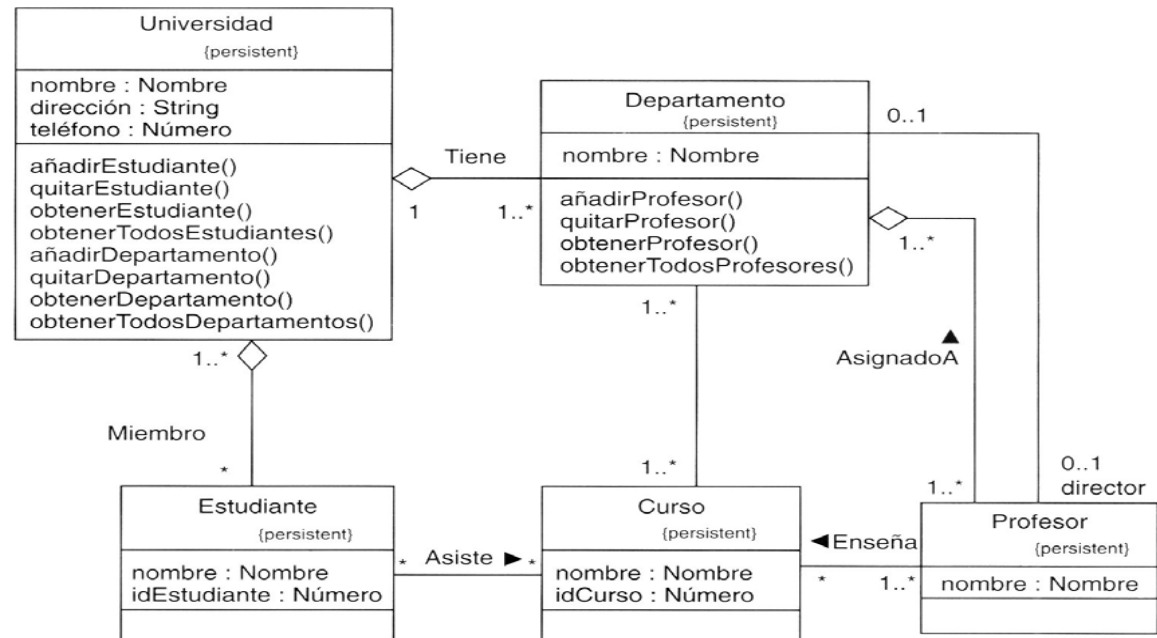 Universidad
{persistent}
nombre : Nombre
dirección : String
teléfono : Número
añadirEstudiante()
quitarEstudiante()
obtenerEstudiante()
obtenerTodosEstudiantes()
añadirDepartamento()
quitarDepartamento()
obtenerDepartamento()
obtenerTodosDepartamentos()
Tiene
1
1..*
Departamento
{persistent}
nombre : Nombre
añadirProfesor()
quitarProfesor()
obtenerProfesor()
obtenerTodosProfesores()
0..1
1..*
1..*
AsignadoA
1..*
Miembro
*
1..*
1..*
0..1
director
Estudiante
{persistent}
nombre : Nombre
idEstudiante : Número
* Asiste ► *
Curso
{persistent}
nombre : Nombre
idCurso : Número
◄Enseña
* 1..*
Profesor
{persistent}
nombre : Nombre